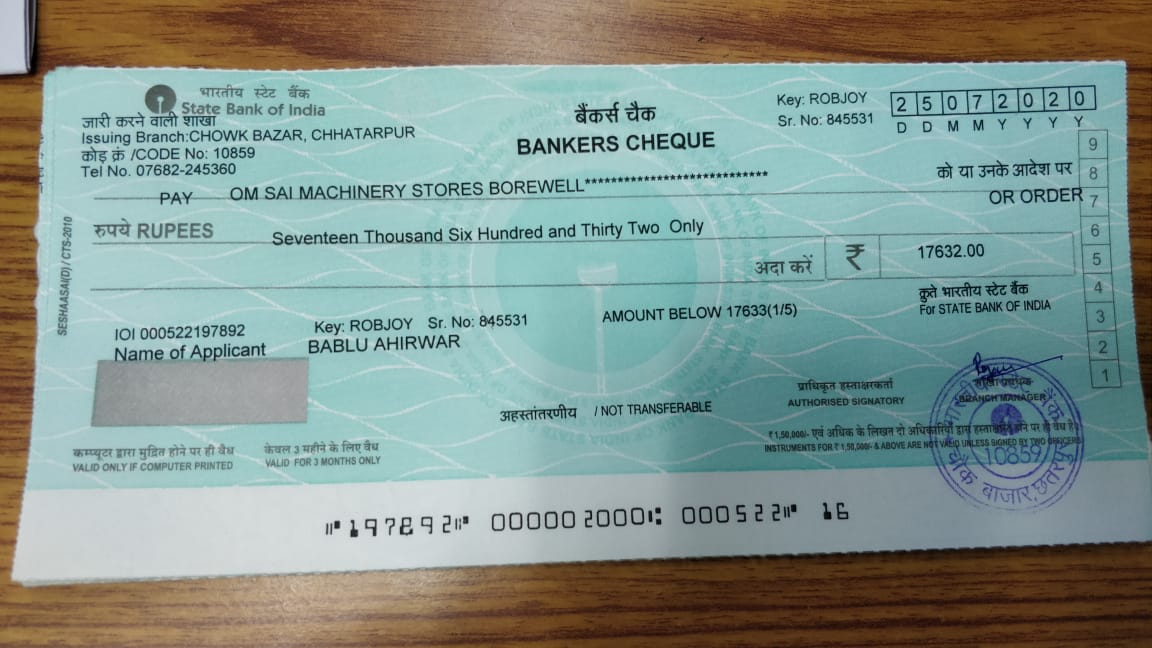 भारतीय स्टेट बैंक
State Bank of India
जारी करने वाली शाखा
Issuing Branch:CHOWK BAZAR, CHHATARPUR
कोड़ क्रं /CODE No: 10859
Tel No. 07682-245360
बैंकर्स चैक
BANKERS CHEQUE
Key: ROBJOY
Sr. No: 845531
2 5 0 7 2 0 2 0
D D M M Y Y Y Y
PAY OM SAI MACHINERY STORES BOREWELL****************************
को या उनके आदेश पर
OR ORDER
रुपये RUPEES Seventeen Thousand Six Hundred and Thirty Two Only
अदा करें ₹ 17632.00
9
8
7
6
5
4
3
2
1
कृते भारतीय स्टेट बैंक
For STATE BANK OF INDIA
IOI 000522197892 Key: ROBJOY Sr. No: 845531 AMOUNT BELOW 17633(1/5)
Name of Applicant BABLU AHIRWAR
प्राधिकृत हस्ताक्षरकर्ता
AUTHORISED SIGNATORY
शाखा प्रबंधक
BRANCH MANAGER
अहस्तांतरणीय / NOT TRANSFERABLE
₹ 1,50,000/- एवं अधिक के लिखत दो अधिकारियों द्वारा हस्ताक्षरित होने पर ही वैध है
INSTRUMENTS FOR ₹ 1,50,000/- & ABOVE ARE NOT VALID UNLESS SIGNED BY TWO OFFICERS
कम्प्यूटर द्वारा मुद्रित होने पर ही वैध
VALID ONLY IF COMPUTER PRINTED
केवल 3 महीने के लिए वैध
VALID FOR 3 MONTHS ONLY
10859
चौक बाजार, छतरपुर
SESHAASAI(D) / CTS-2010
⑈197892⑈ 000002000⑆ 000522⑈ 16